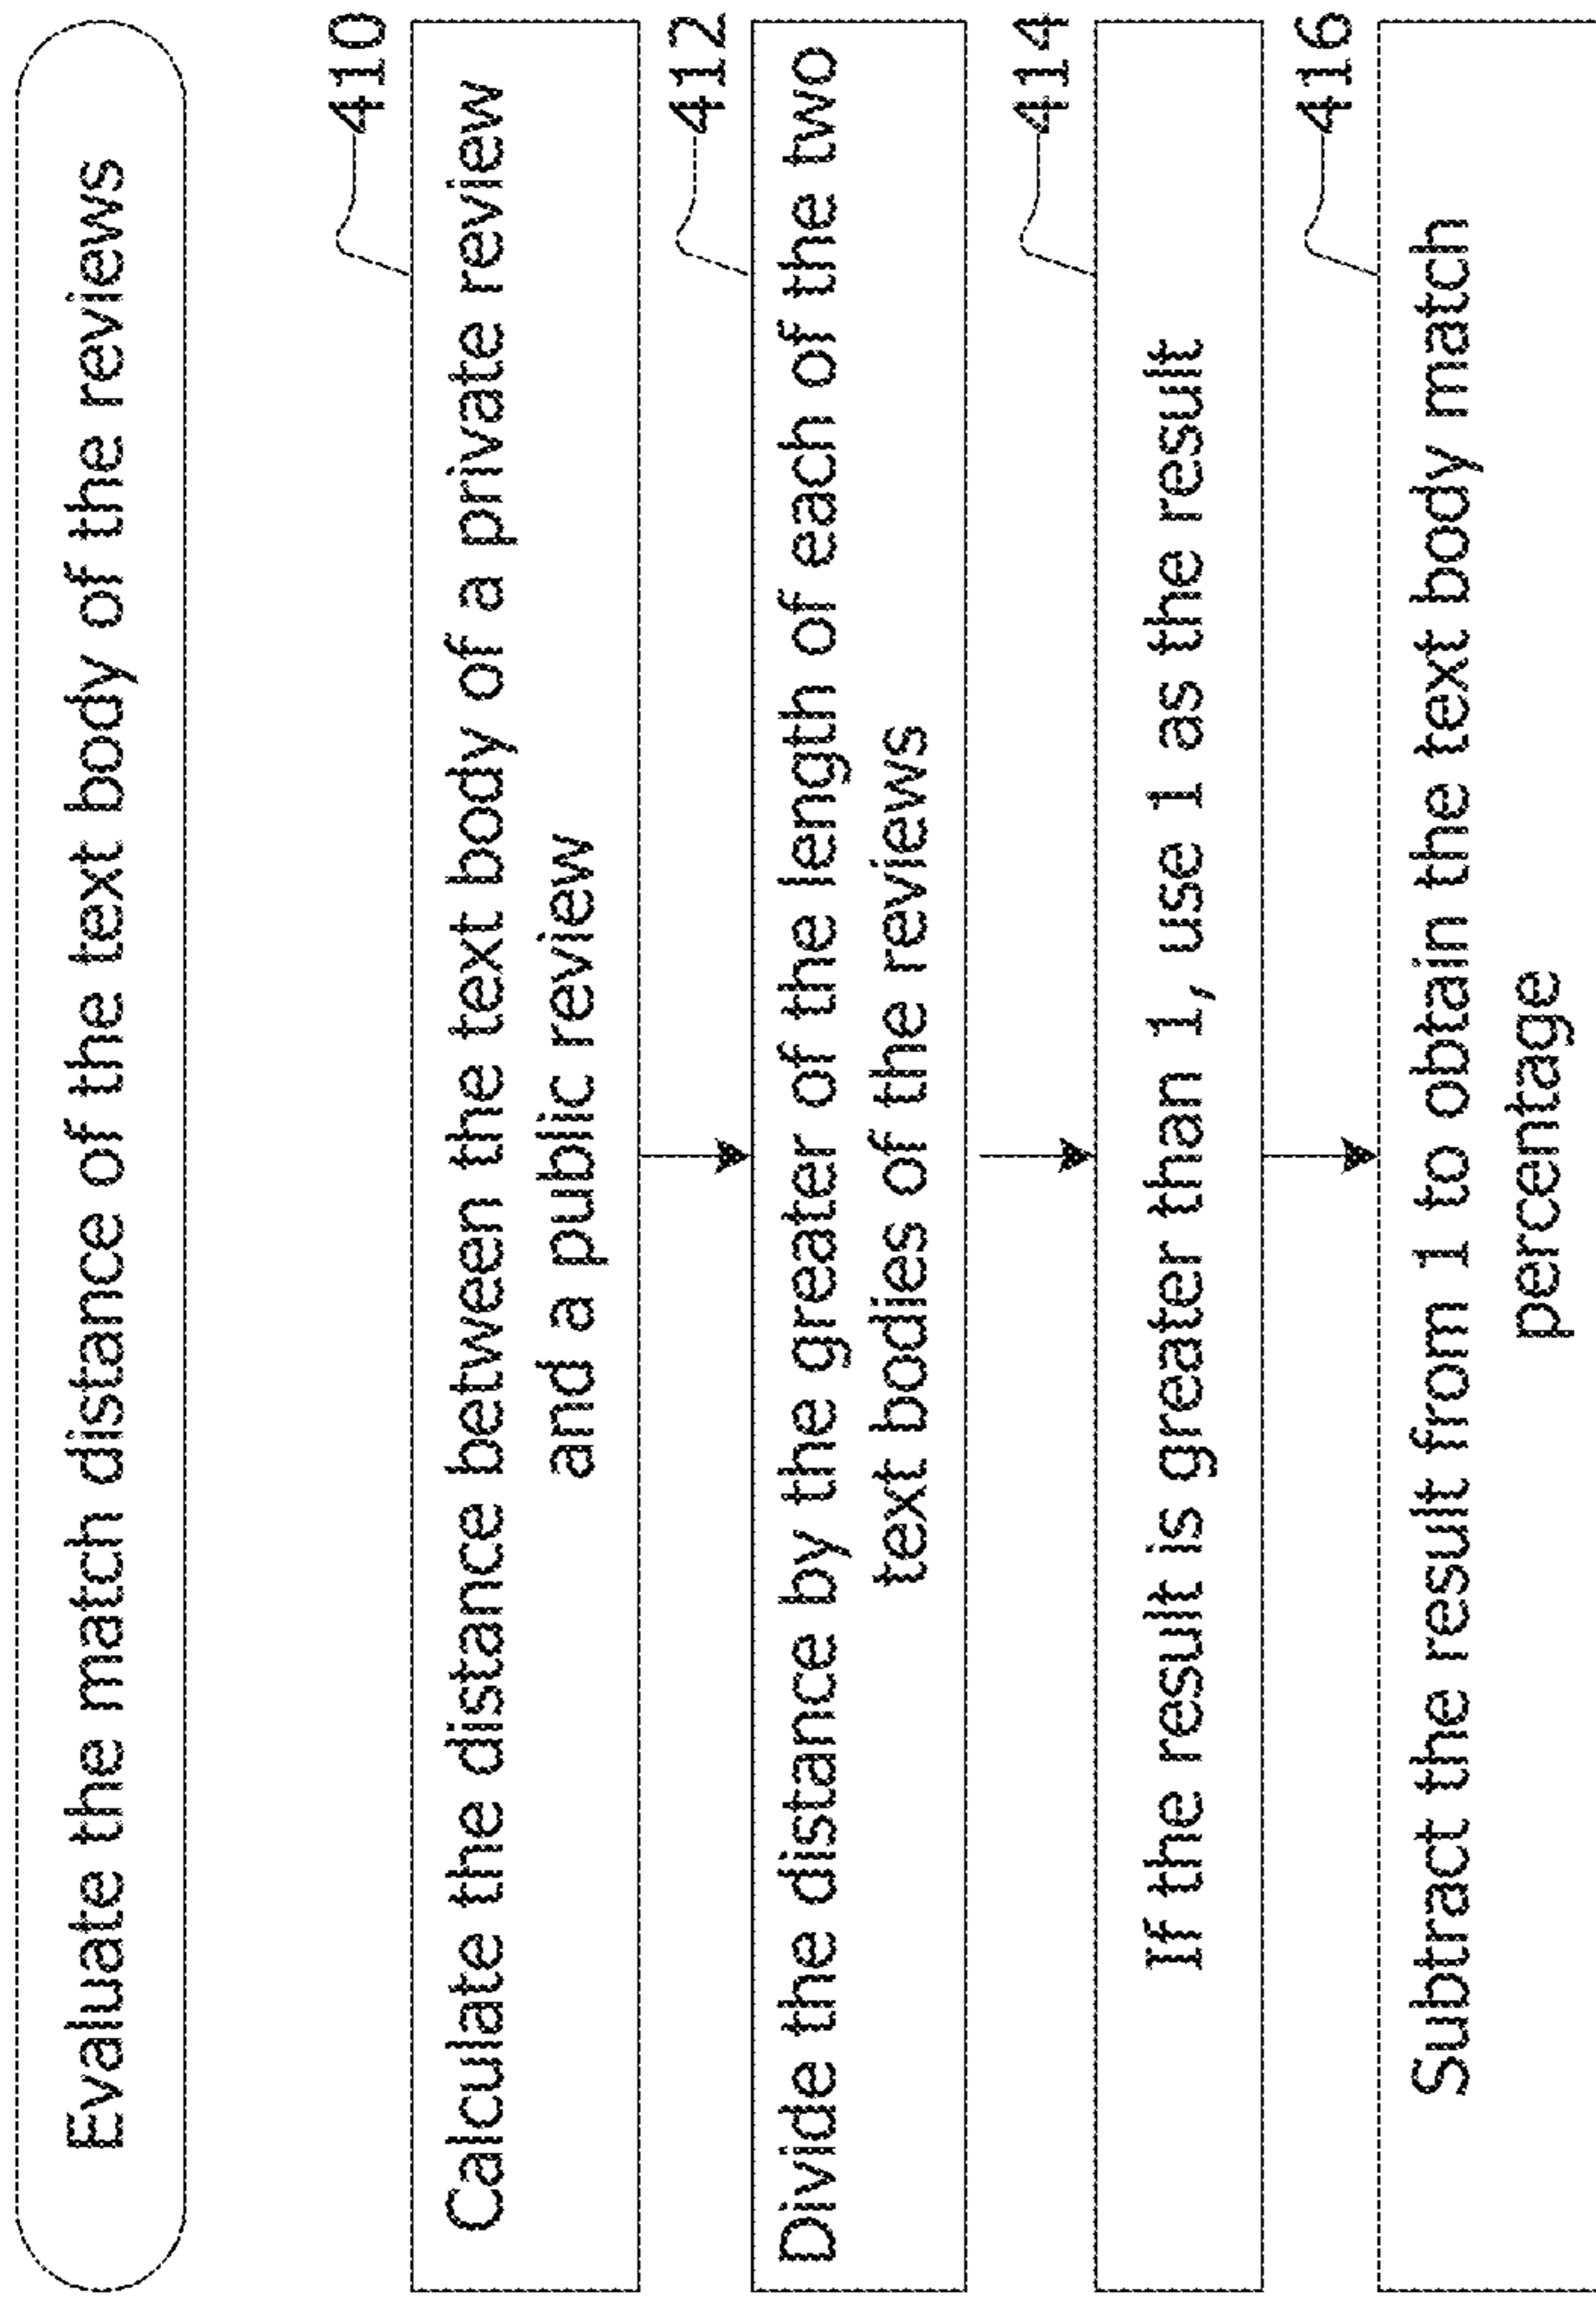 Evaluate the match distance of the text body of the reviews
410
Calculate the distance between the text body of a private review
and a public review
412
Divide the distance by the greater of the length of each of the two
text bodies of the reviews
414
If the result is greater than 1, use 1 as the result
416
Subtract the result from 1 to obtain the text body match
percentage